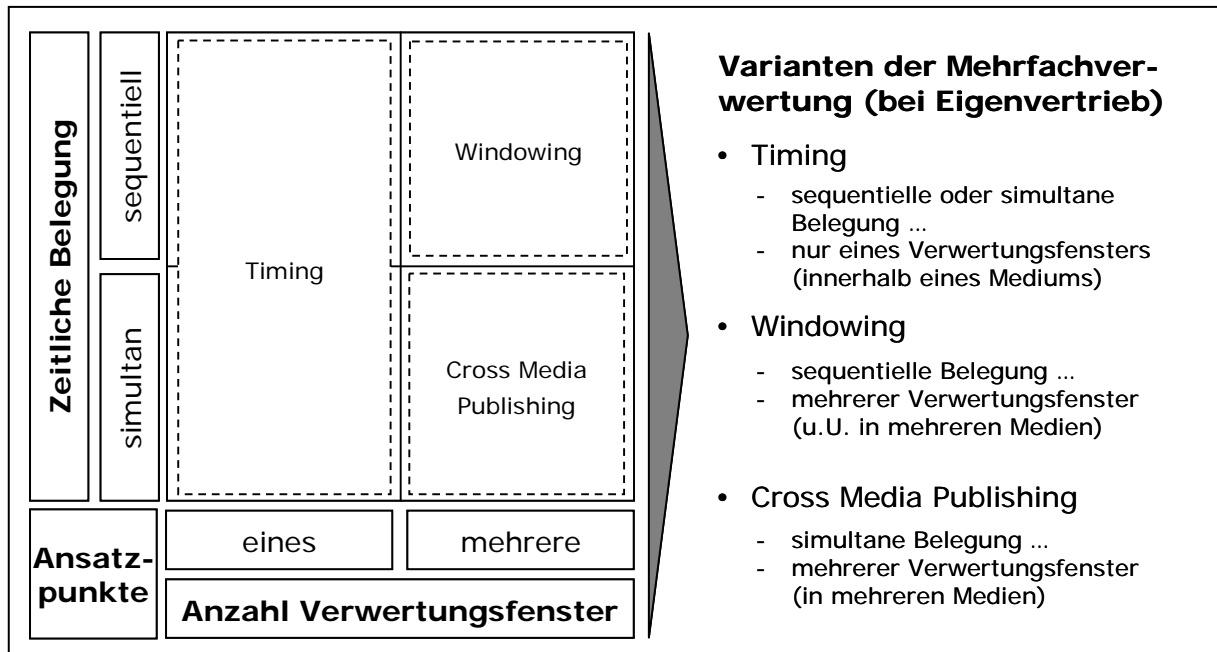 Zeitliche Belegung
sequentiell
simultan
Timing
Windowing
Cross Media
Publishing
Ansatz-
punkte
eines
mehrere
Anzahl Verwertungsfenster
Varianten der Mehrfachver-
wertung (bei Eigenvertrieb)
• Timing
- sequentielle oder simultane
Belegung ...
- nur eines Verwertungsfensters
(innerhalb eines Mediums)
• Windowing
- sequentielle Belegung ...
- mehrerer Verwertungsfenster
(u.U. in mehreren Medien)
• Cross Media Publishing
- simultane Belegung ...
- mehrerer Verwertungsfenster
(in mehreren Medien)